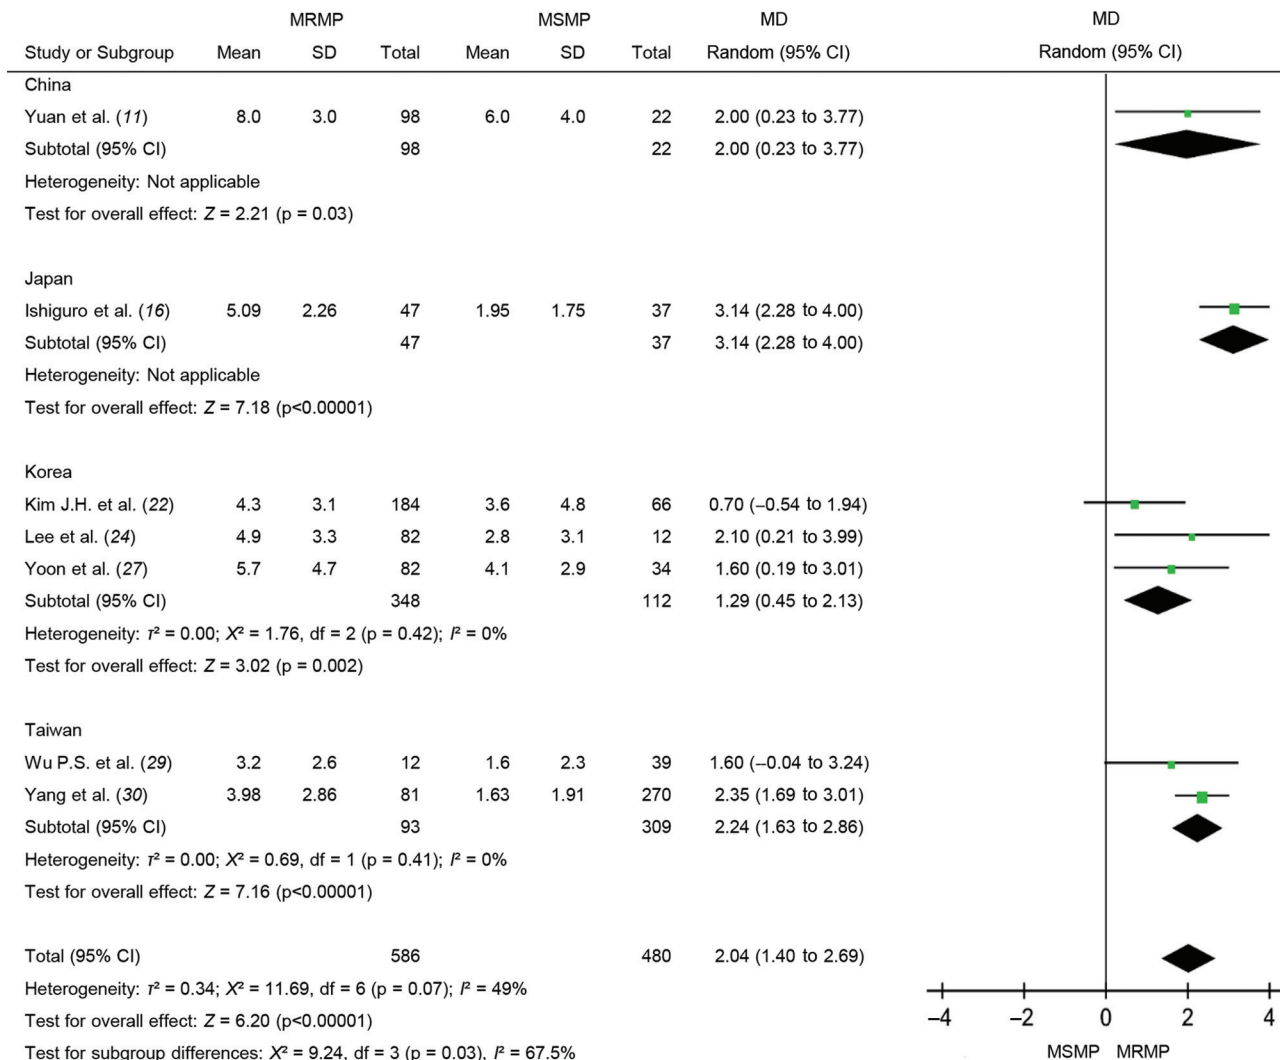 MRMP MSMP MD MD
Study or Subgroup Mean SD Total Mean SD Total Random (95% CI) Random (95% CI)
China
Yuan et al. (11) 8.0 3.0 98 6.0 4.0 22 2.00 (0.23 to 3.77)
Subtotal (95% CI) 98 22 2.00 (0.23 to 3.77)
Heterogeneity: Not applicable
Test for overall effect: Z = 2.21 (p = 0.03)
Japan
Ishiguro et al. (16) 5.09 2.26 47 1.95 1.75 37 3.14 (2.28 to 4.00)
Subtotal (95% CI) 47 37 3.14 (2.28 to 4.00)
Heterogeneity: Not applicable
Test for overall effect: Z = 7.18 (p<0.00001)
Korea
Kim J.H. et al. (22) 4.3 3.1 184 3.6 4.8 66 0.70 (−0.54 to 1.94)
Lee et al. (24) 4.9 3.3 82 2.8 3.1 12 2.10 (0.21 to 3.99)
Yoon et al. (27) 5.7 4.7 82 4.1 2.9 34 1.60 (0.19 to 3.01)
Subtotal (95% CI) 348 112 1.29 (0.45 to 2.13)
Heterogeneity: τ² = 0.00; X² = 1.76, df = 2 (p = 0.42); I² = 0%
Test for overall effect: Z = 3.02 (p = 0.002)
Taiwan
Wu P.S. et al. (29) 3.2 2.6 12 1.6 2.3 39 1.60 (−0.04 to 3.24)
Yang et al. (30) 3.98 2.86 81 1.63 1.91 270 2.35 (1.69 to 3.01)
Subtotal (95% CI) 93 309 2.24 (1.63 to 2.86)
Heterogeneity: τ² = 0.00; X² = 0.69, df = 1 (p = 0.41); I² = 0%
Test for overall effect: Z = 7.16 (p<0.00001)
Total (95% CI) 586 480 2.04 (1.40 to 2.69)
Heterogeneity: τ² = 0.34; X² = 11.69, df = 6 (p = 0.07); I² = 49%
Test for overall effect: Z = 6.20 (p<0.00001)
−4 −2 0 2 4
Test for subgroup differences: X² = 9.24, df = 3 (p = 0.03), I² = 67.5%
MSMP MRMP